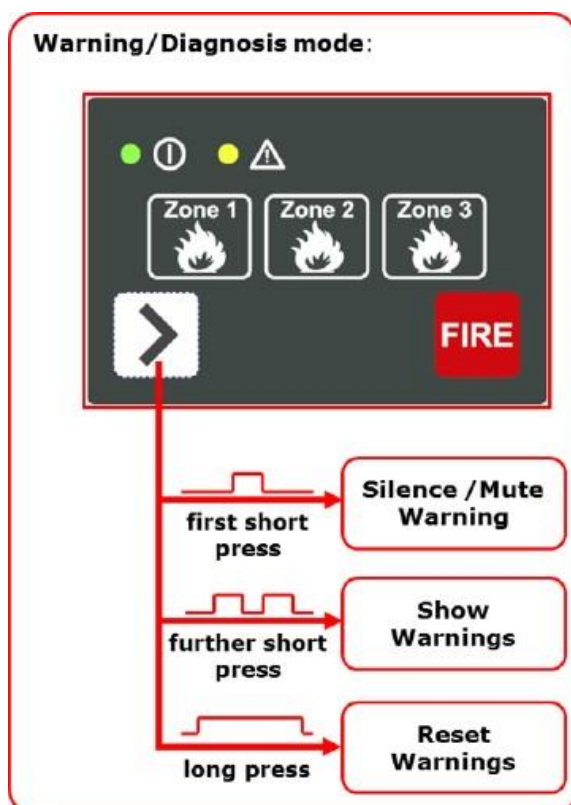 Warning/Diagnosis mode:
Zone 1
Zone 2
Zone 3
FIRE
first short
press
Silence /Mute
Warning
further short
press
Show
Warnings
long press
Reset
Warnings